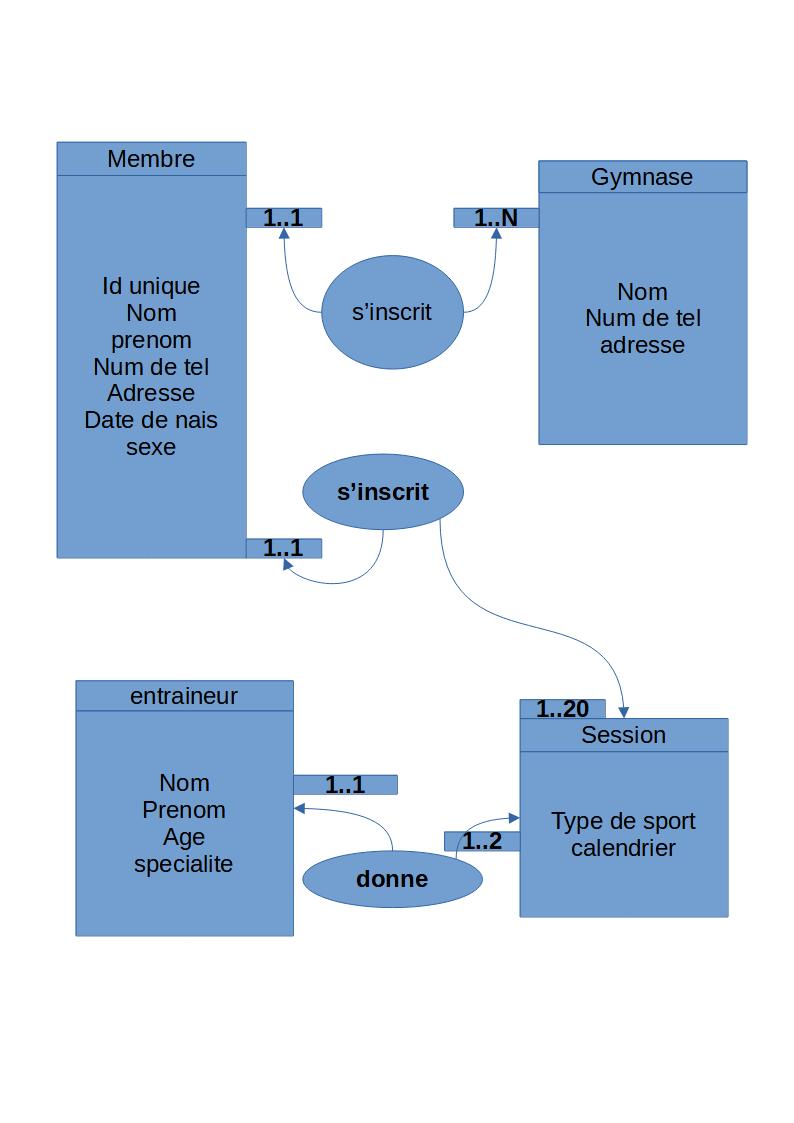 Membre
Gymnase
1..1
1..N
Id unique
Nom
prenom
Num de tel
Adresse
Date de nais
sexe
s’inscrit
Nom
Num de tel
adresse
s’inscrit
1..1
entraineur
1..20
Session
Nom
Prenom
Age
specialite
1..1
Type de sport
calendrier
1..2
donne